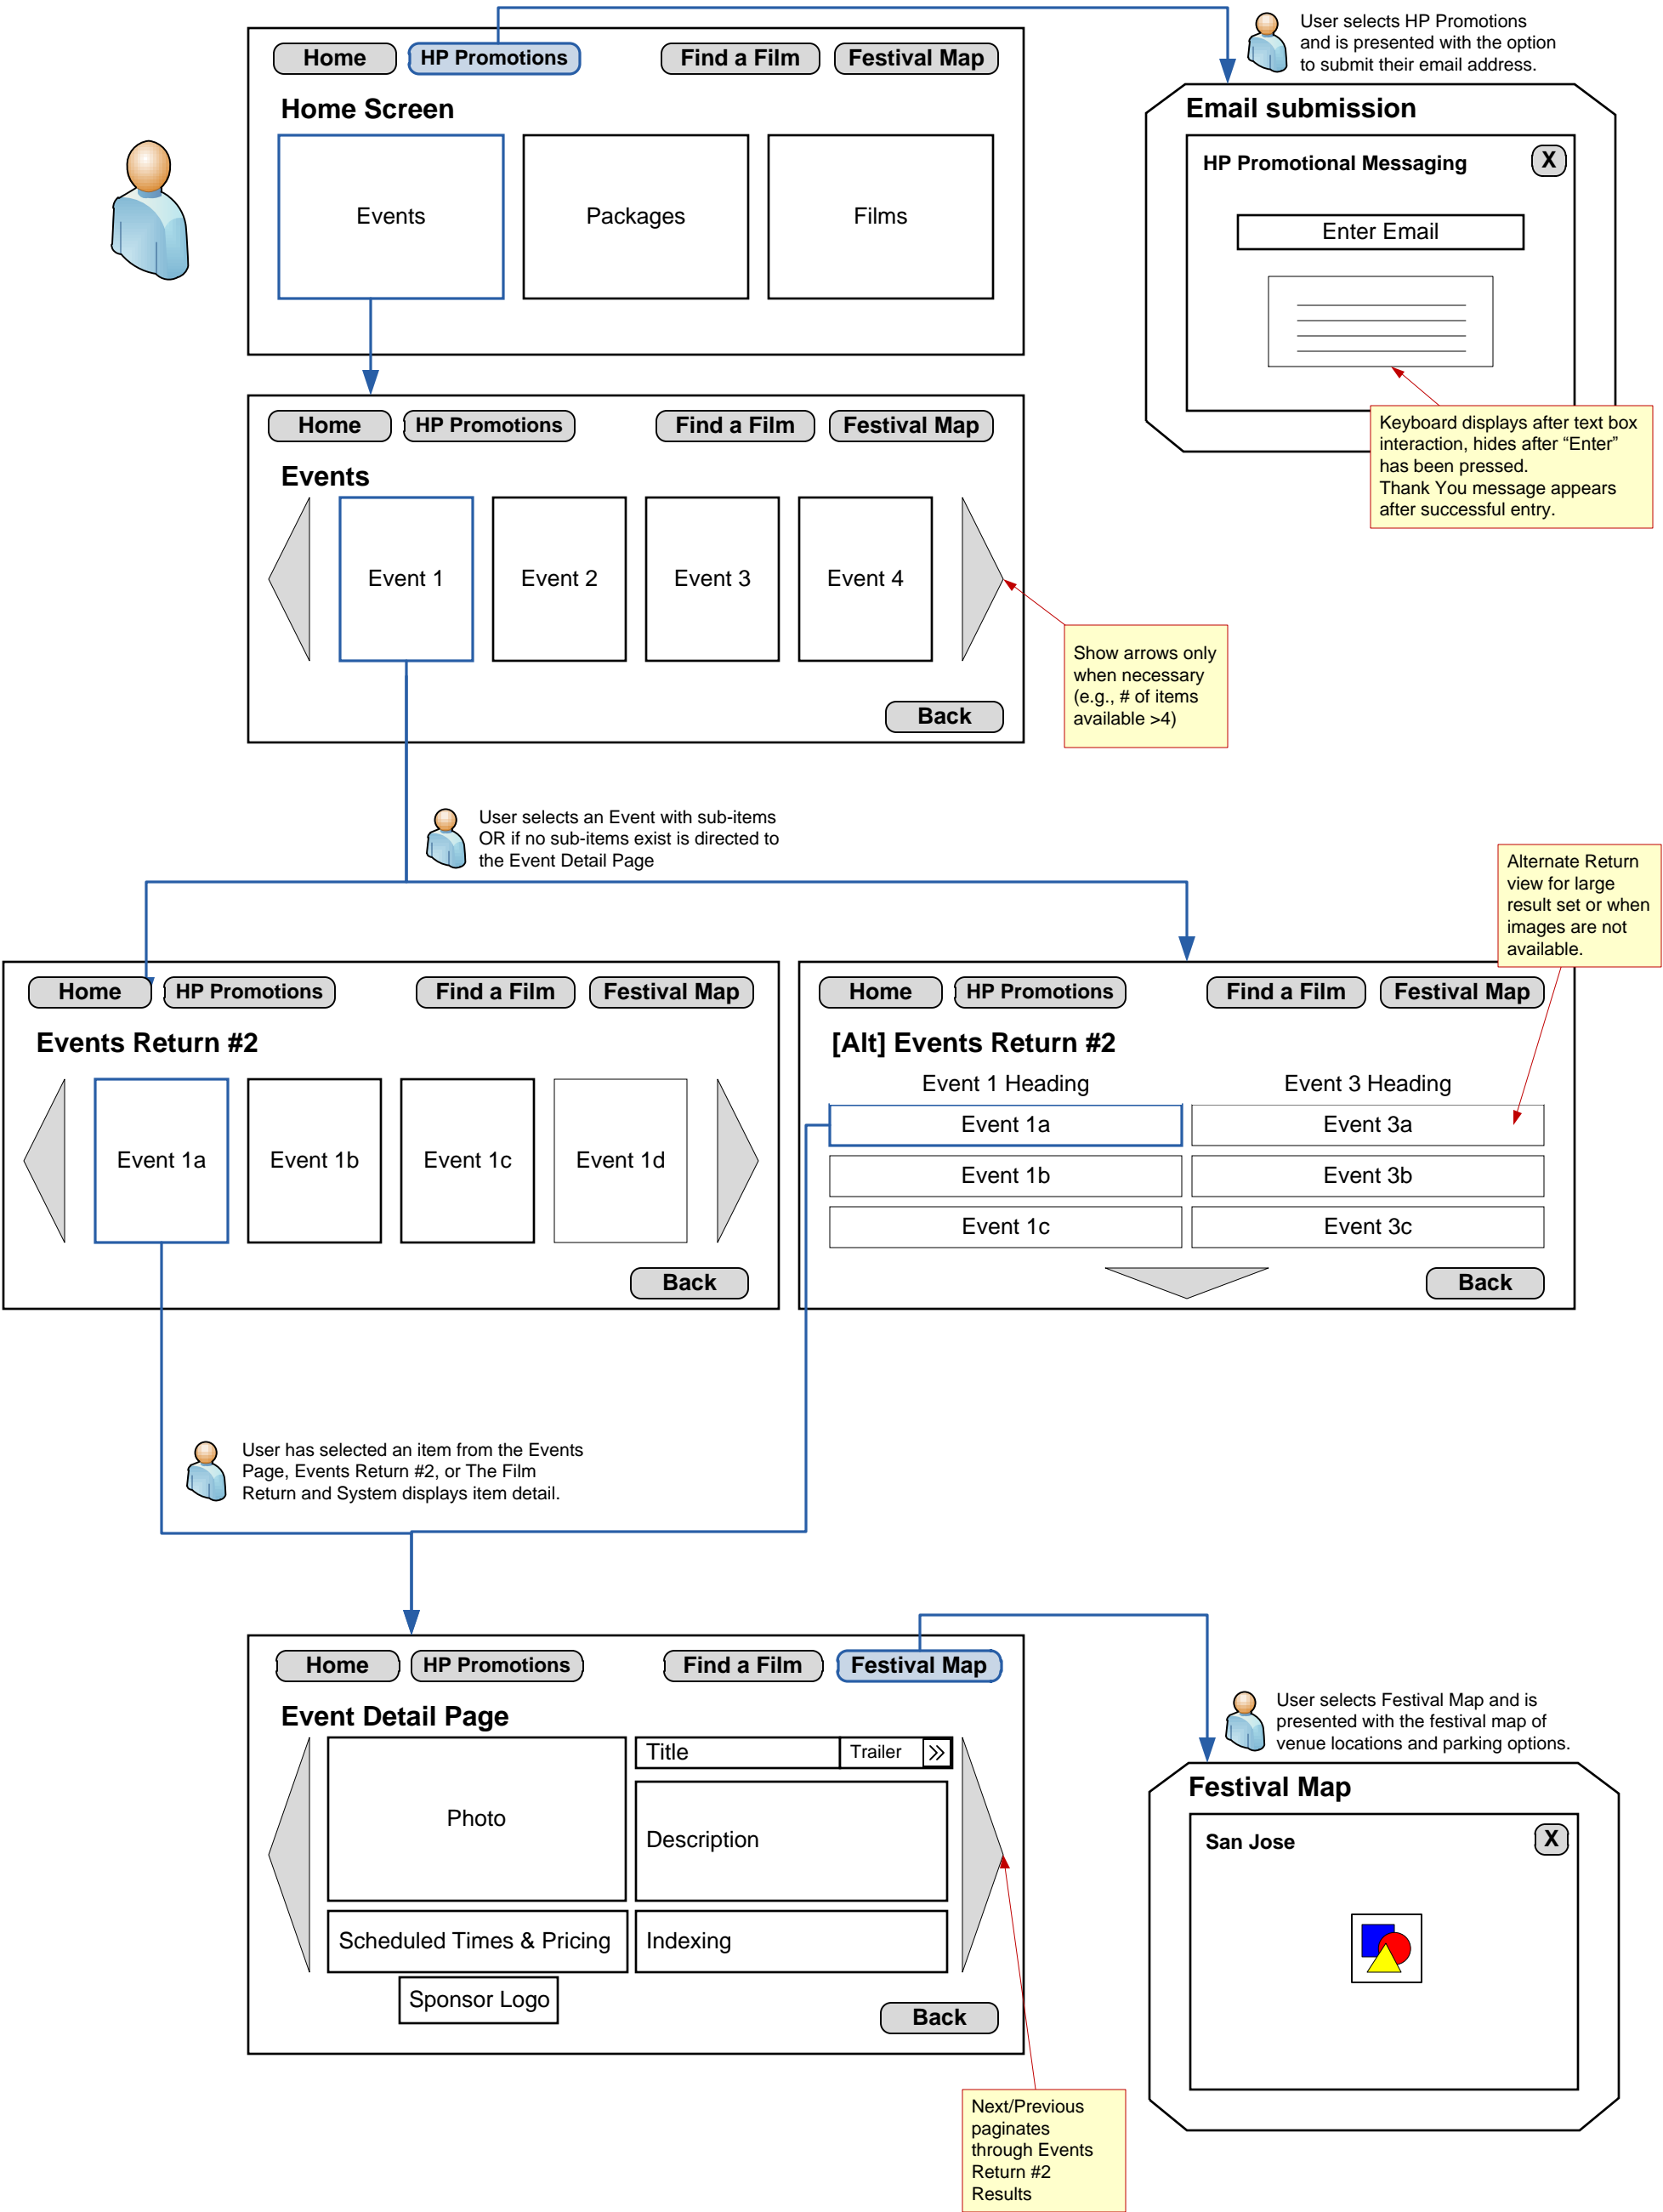 User selects HP Promotions
and is presented with the option
to submit their email address.
Home
HP Promotions
Find a Film
Festival Map
Home Screen
Events
Packages
Films
Email submission
HP Promotional Messaging
X
Enter Email
Keyboard displays after text box
interaction, hides after “Enter”
has been pressed.
Thank You message appears
after successful entry.
Home
HP Promotions
Find a Film
Festival Map
Events
Event 1
Event 2
Event 3
Event 4
Back
Show arrows only
when necessary
(e.g., # of items
available >4)
User selects an Event with sub-items
OR if no sub-items exist is directed to
the Event Detail Page
Alternate Return
view for large
result set or when
images are not
available.
Home
HP Promotions
Find a Film
Festival Map
Events Return #2
Event 1a
Event 1b
Event 1c
Event 1d
Back
Home
HP Promotions
Find a Film
Festival Map
[Alt] Events Return #2
Event 1 Heading
Event 3 Heading
Event 1a
Event 3a
Event 1b
Event 3b
Event 1c
Event 3c
Back
User has selected an item from the Events
Page, Events Return #2, or The Film
Return and System displays item detail.
Home
HP Promotions
Find a Film
Festival Map
Event Detail Page
Photo
Title
Trailer
Description
Scheduled Times & Pricing
Indexing
Sponsor Logo
Back
Next/Previous
paginates
through Events
Return #2
Results
User selects Festival Map and is
presented with the festival map of
venue locations and parking options.
Festival Map
San Jose
X